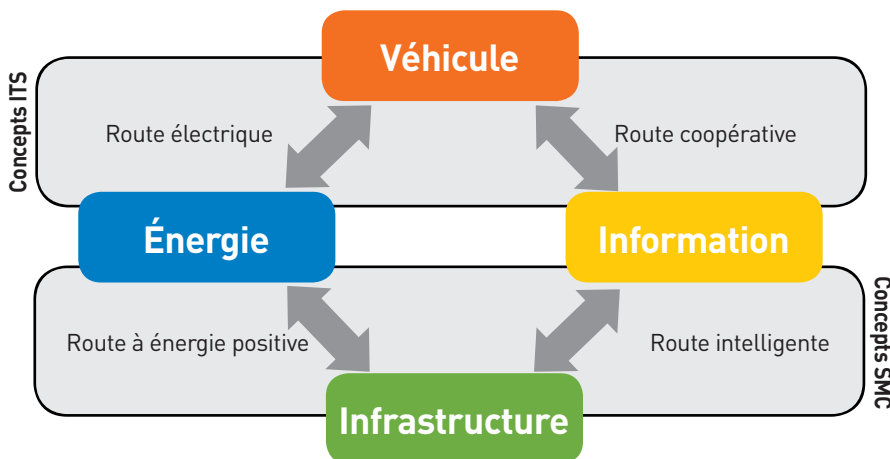 Véhicule
Concepts ITS
Route électrique
Route coopérative
Énergie
Information
Route à énergie positive
Route intelligente
Concepts SMC
Infrastructure